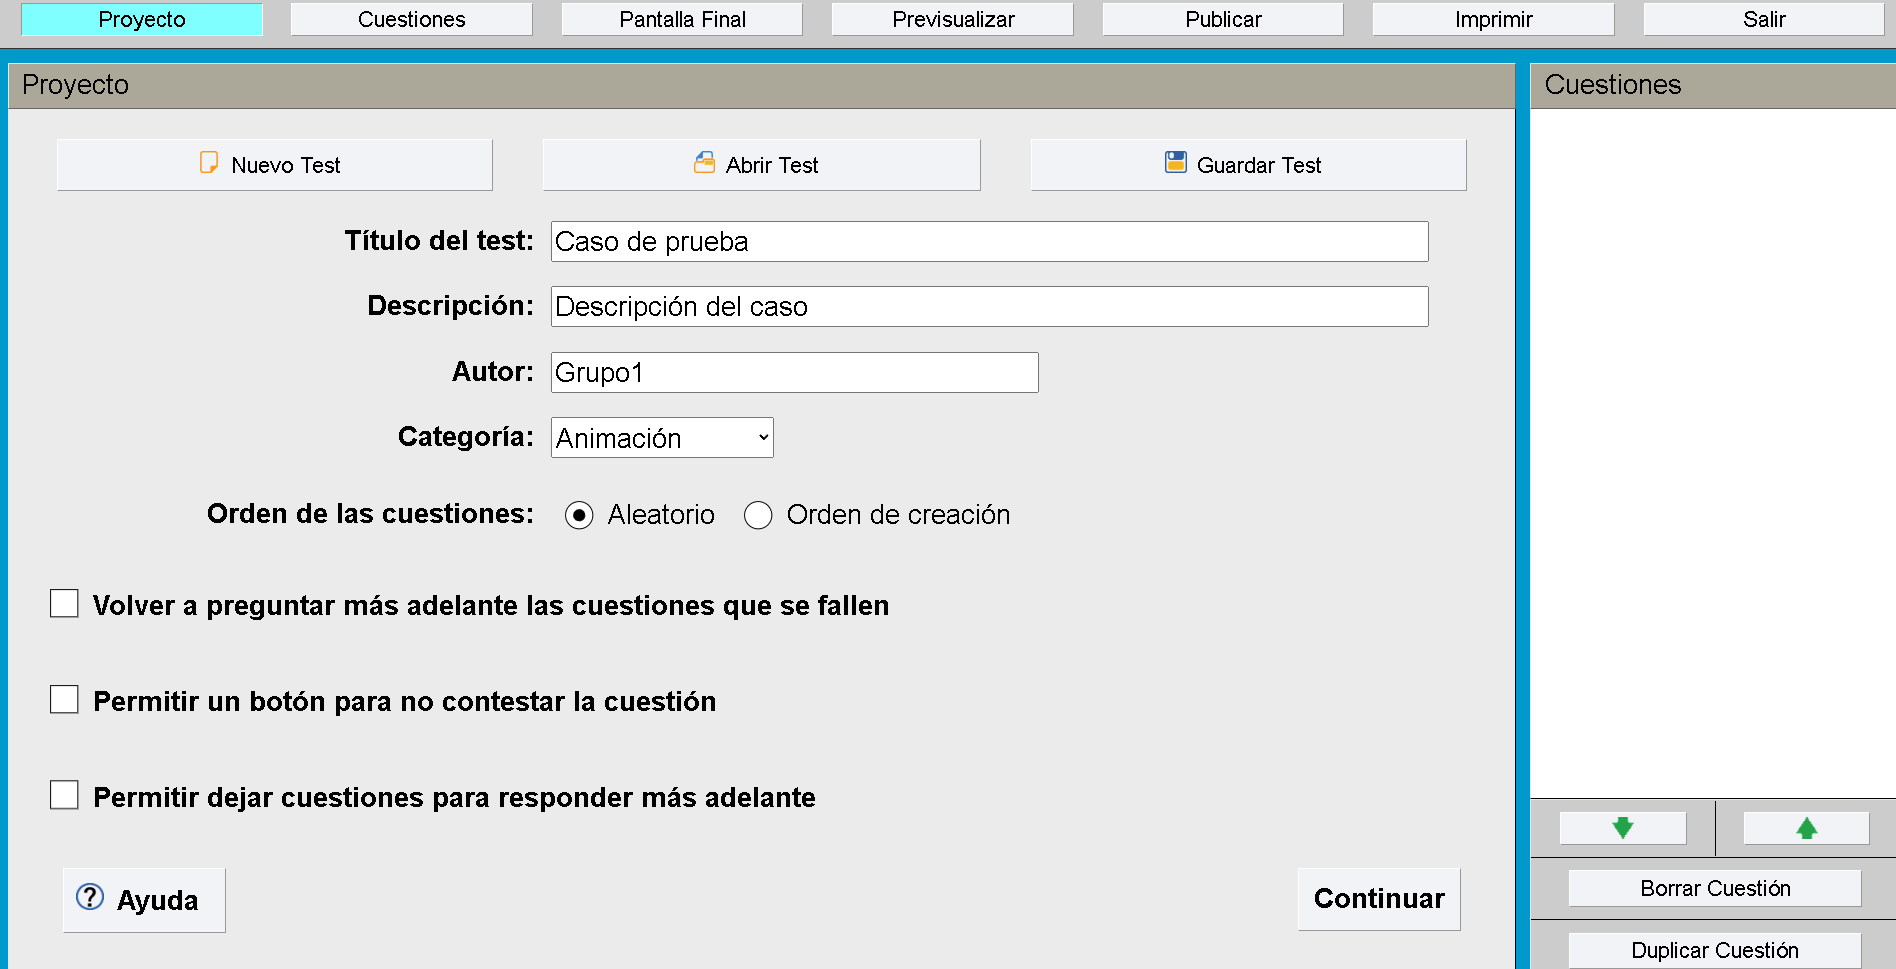 Proyecto Cuestiones Pantalla Final Previsualizar Publicar Imprimir Salir
Proyecto
Nuevo Test Abrir Test Guardar Test
Título del test: Caso de prueba
Descripción: Descripción del caso
Autor: Grupo1
Categoría: Animación
Orden de las cuestiones: Aleatorio Orden de creación
Volver a preguntar más adelante las cuestiones que se fallen
Permitir un botón para no contestar la cuestión
Permitir dejar cuestiones para responder más adelante
? Ayuda Continuar
Cuestiones
Borrar Cuestión
Duplicar Cuestión